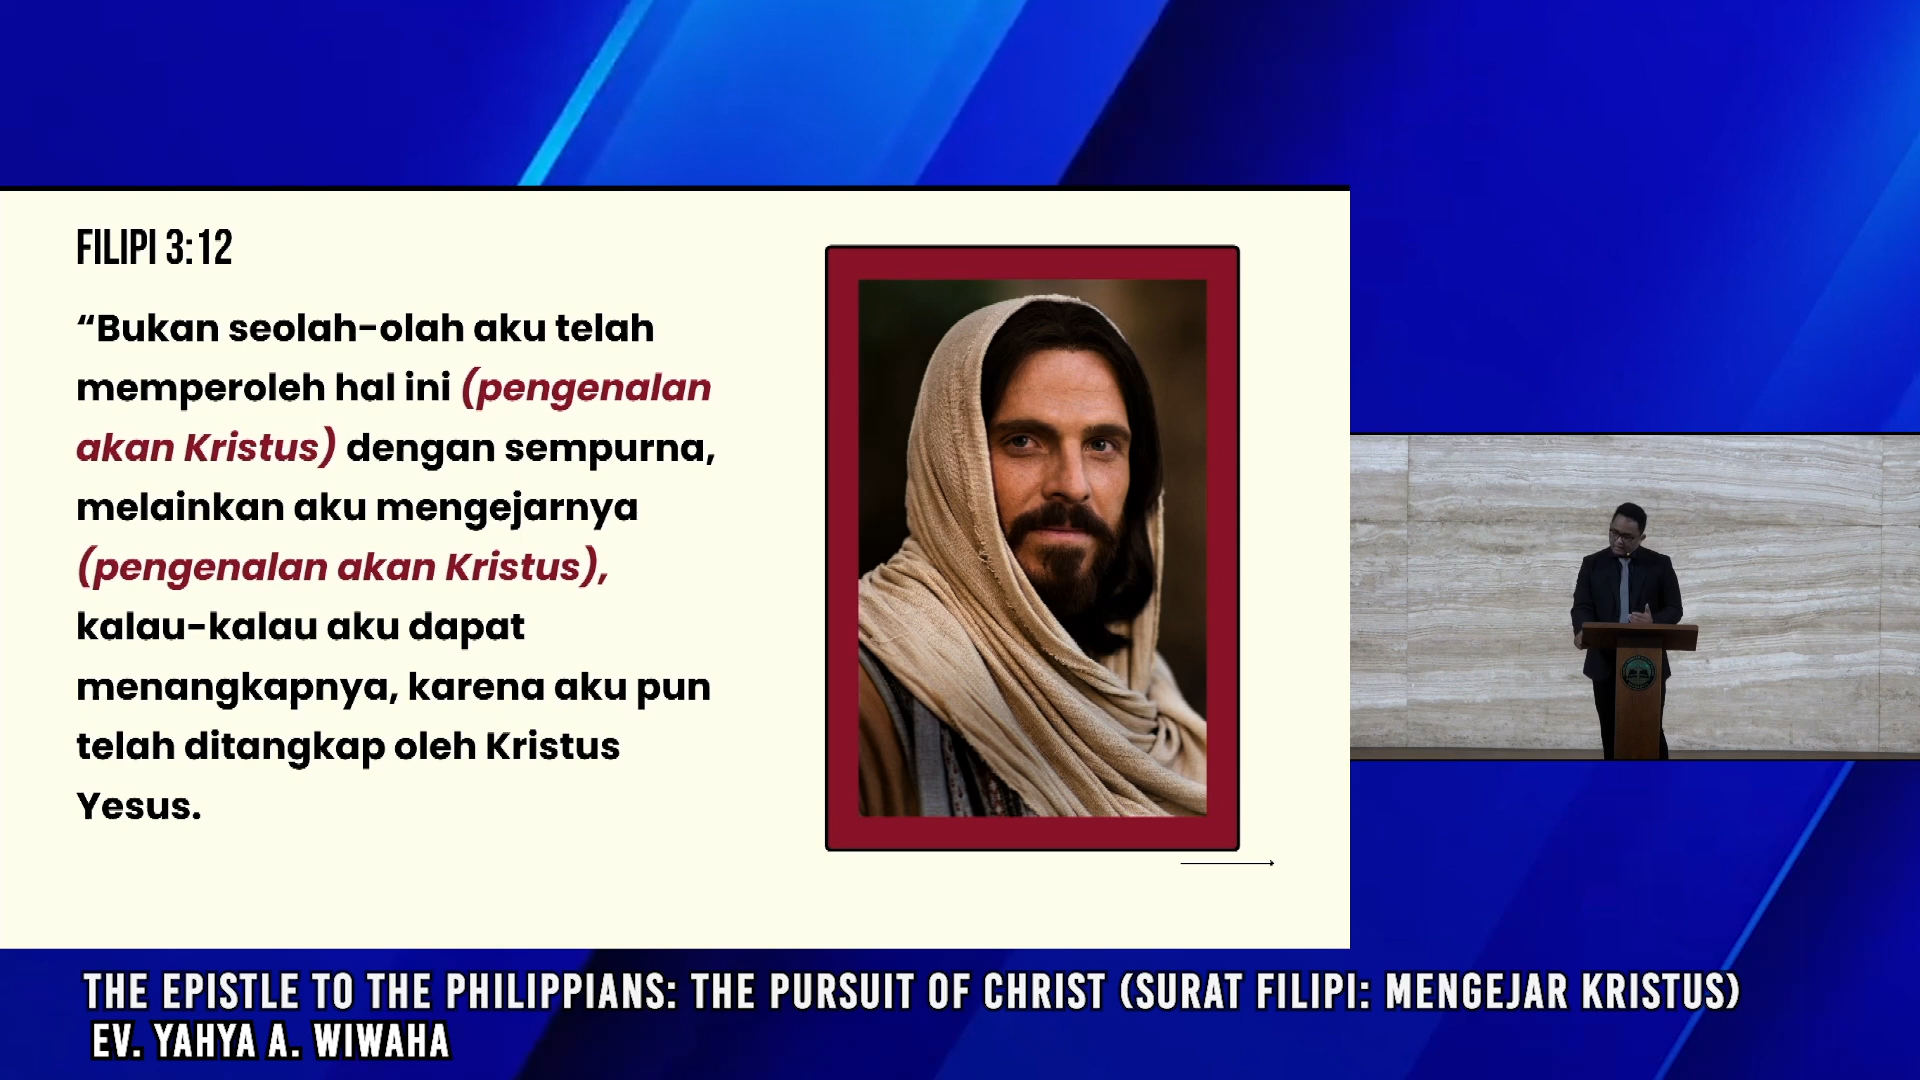 FILIPI 3:12
“Bukan seolah-olah aku telah
memperoleh hal ini (pengenalan
akan Kristus) dengan sempurna,
melainkan aku mengejarnya
(pengenalan akan Kristus),
kalau-kalau aku dapat
menangkapnya, karena aku pun
telah ditangkap oleh Kristus
Yesus.
THE EPISTLE TO THE PHILIPPIANS: THE PURSUIT OF CHRIST (SURAT FILIPI: MENGEJAR KRISTUS)
EV. YAHYA A. WIWAHA